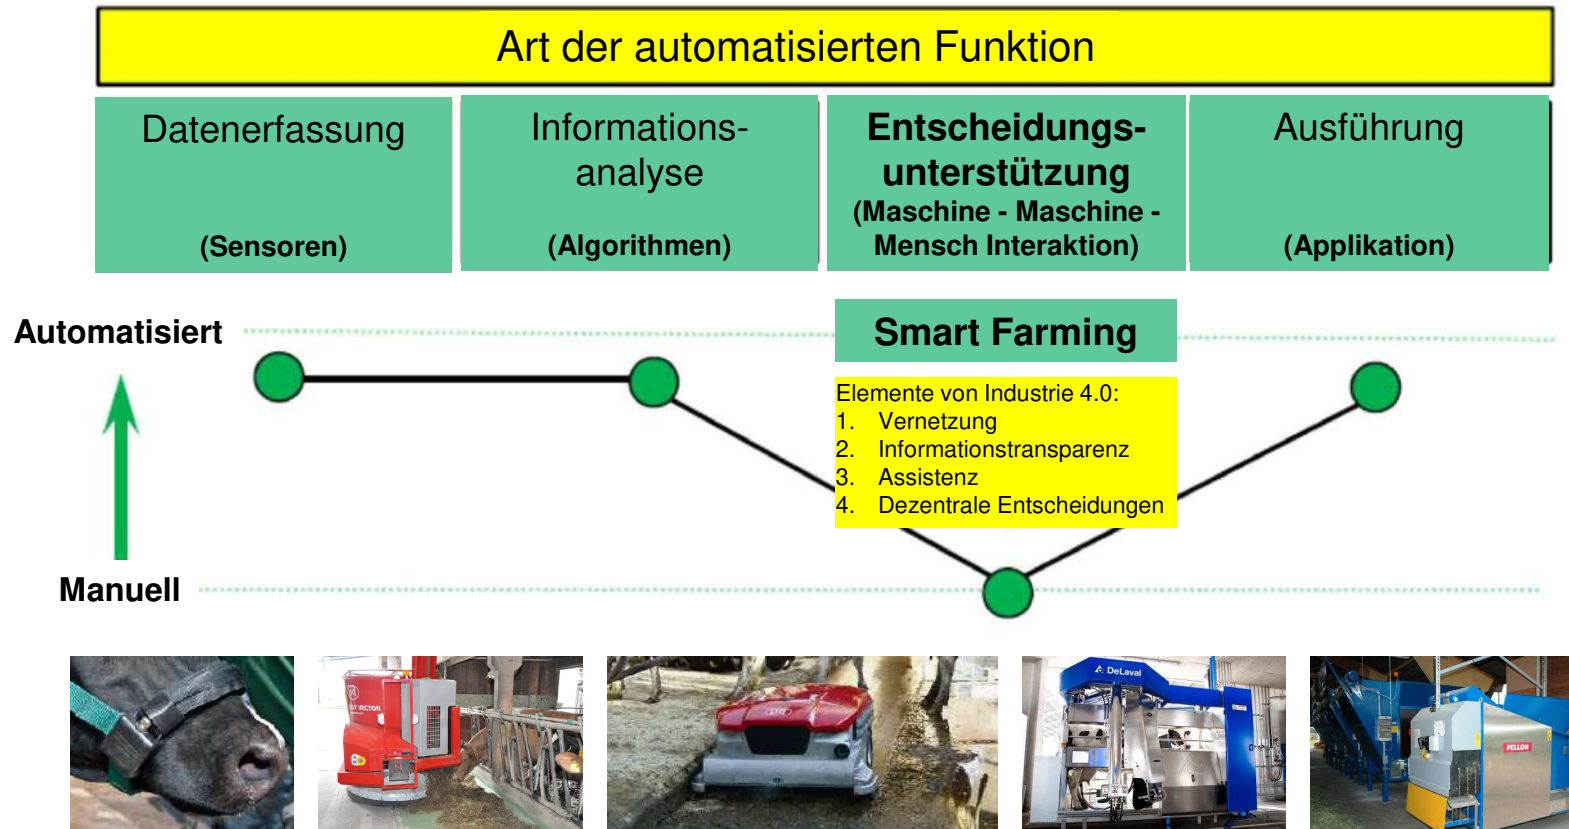 Art der automatisierten Funktion
Datenerfassung
(Sensoren)
Informations-
analyse
(Algorithmen)
Entscheidungs-
unterstützung
(Maschine - Maschine -
Mensch Interaktion)
Ausführung
(Applikation)
Automatisiert
Smart Farming
Elemente von Industrie 4.0:
1. Vernetzung
2. Informationstransparenz
3. Assistenz
4. Dezentrale Entscheidungen
Manuell
VECTOR
DeLaval
PELLON